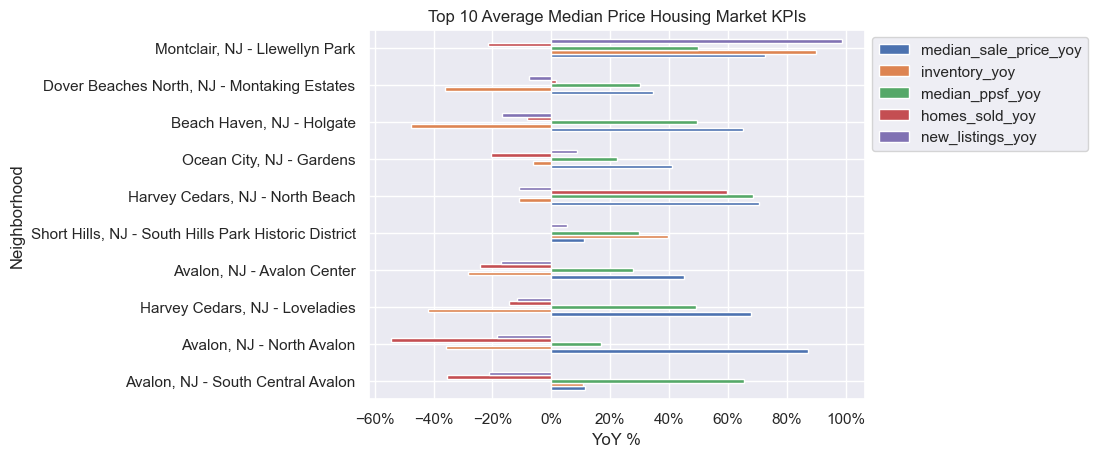 Top 10 Average Median Price Housing Market KPIs
Neighborhood
Montclair, NJ - Llewellyn Park
Dover Beaches North, NJ - Montaking Estates
Beach Haven, NJ - Holgate
Ocean City, NJ - Gardens
Harvey Cedars, NJ - North Beach
Short Hills, NJ - South Hills Park Historic District
Avalon, NJ - Avalon Center
Harvey Cedars, NJ - Loveladies
Avalon, NJ - North Avalon
Avalon, NJ - South Central Avalon
−60% −40% −20% 0% 20% 40% 60% 80% 100%
YoY %
median_sale_price_yoy
inventory_yoy
median_ppsf_yoy
homes_sold_yoy
new_listings_yoy